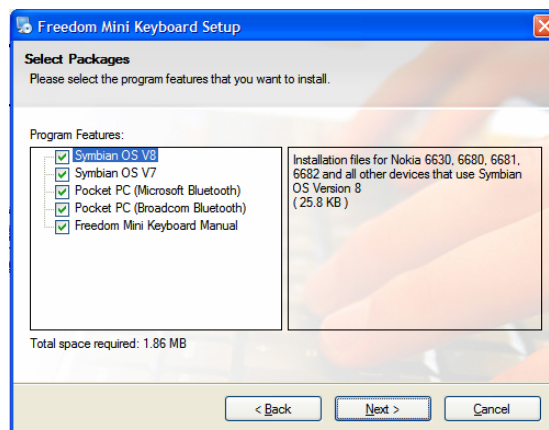 Freedom Mini Keyboard Setup
Select Packages
Please select the program features that you want to install.
Program Features:
Symbian OS V8
Symbian OS V7
Pocket PC (Microsoft Bluetooth)
Pocket PC (Broadcom Bluetooth)
Freedom Mini Keyboard Manual
Installation files for Nokia 6630, 6680, 6681,
6682 and all other devices that use Symbian
OS Version 8
( 25.8 KB )
Total space required: 1.86 MB
< Back
Next >
Cancel